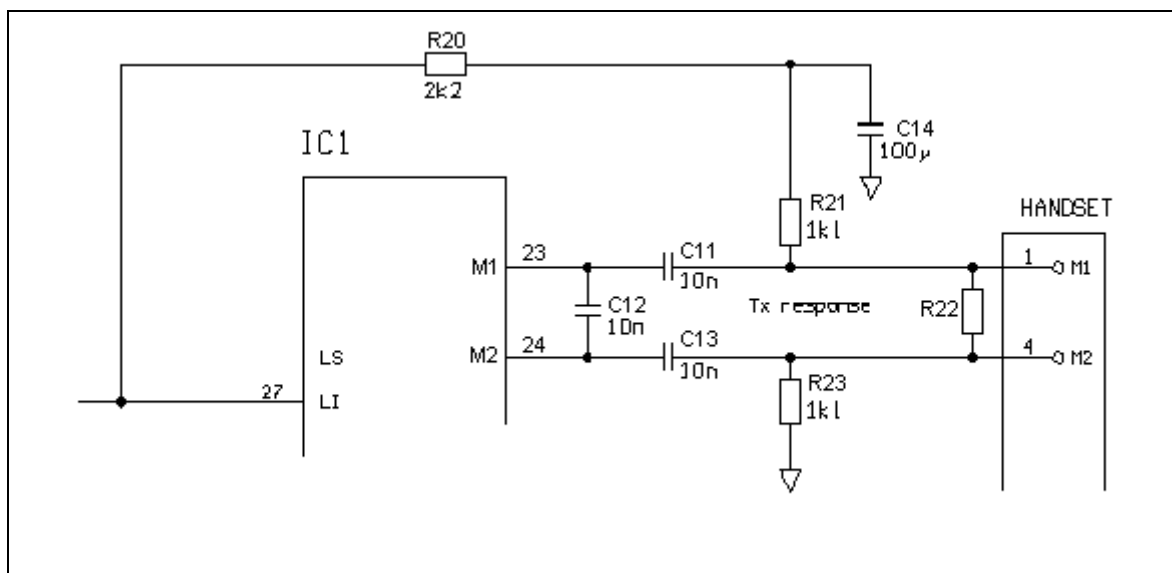 R20
2k2
C14
100µ
IC1
R21
1k1
HANDSET
M1
23
C11
10n
1
M1
C12
10n
Tx response
R22
M2
24
C13
10n
4
M2
LS
R23
1k1
27
LI